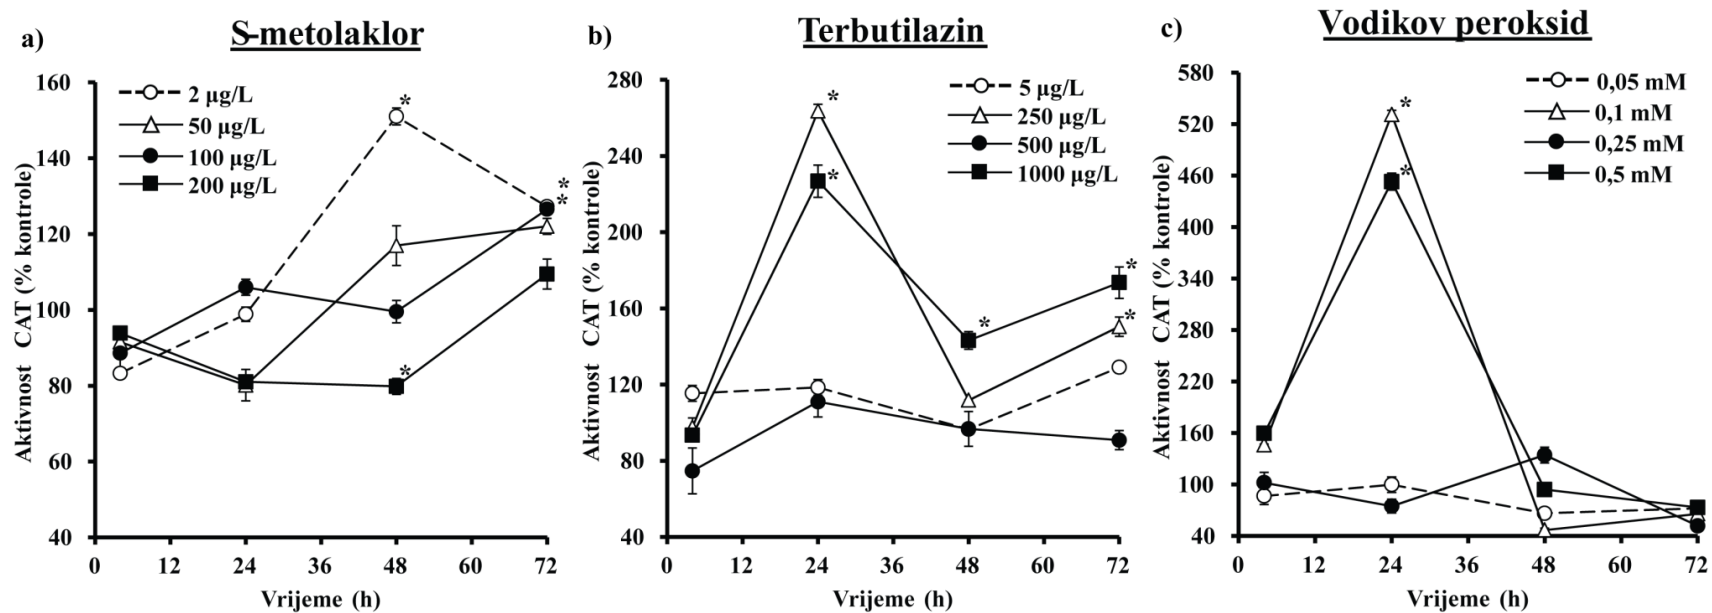 a)
S-metolaklor
160
140
120
100
80
60
40
0 12 24 36 48 60 72
Aktivnost CAT (% kontrole)
Vrijeme (h)
2 µg/L
50 µg/L
100 µg/L
200 µg/L
*
*
*
*
b)
Terbutilazin
280
240
200
160
120
80
40
0 12 24 36 48 60 72
Aktivnost CAT (% kontrole)
Vrijeme (h)
5 µg/L
250 µg/L
500 µg/L
1000 µg/L
*
*
*
*
*
c)
Vodikov peroksid
580
520
460
400
340
280
220
160
100
40
0 12 24 36 48 60 72
Aktivnost CAT (% kontrole)
Vrijeme (h)
0,05 mM
0,1 mM
0,25 mM
0,5 mM
*
*